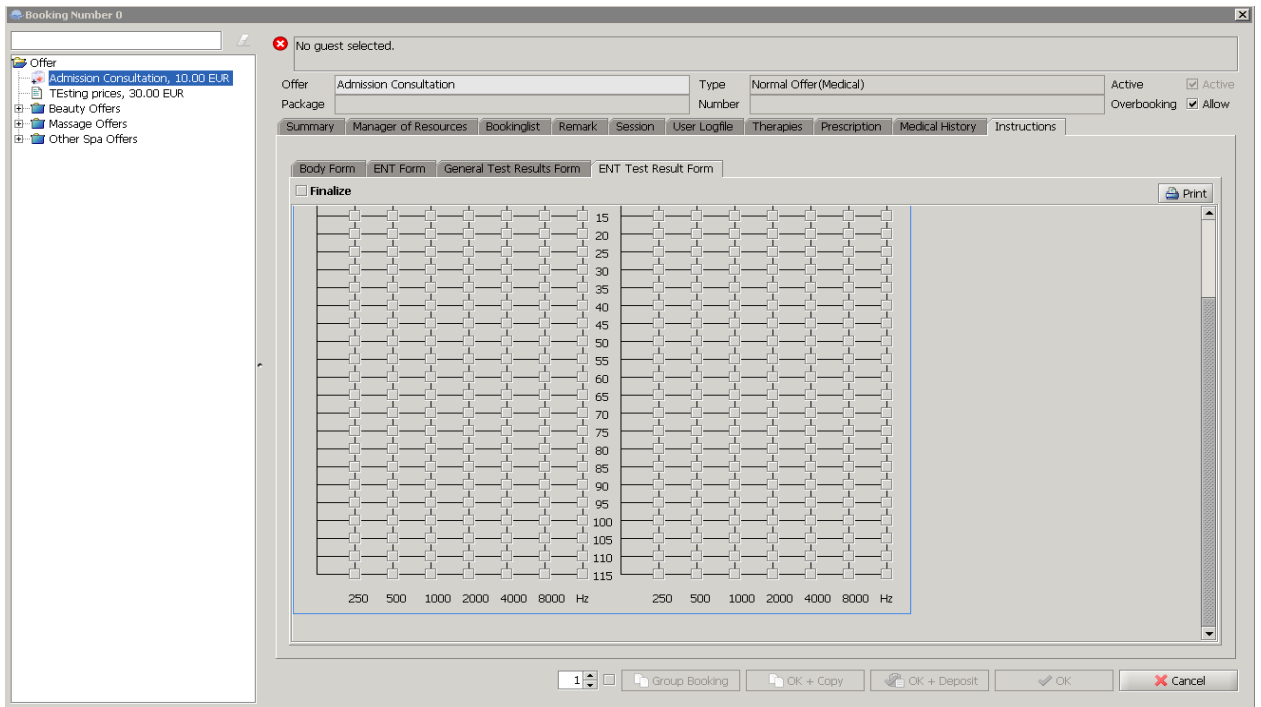 Booking Number 0
No guest selected.
Offer
Admission Consultation, 10.00 EUR
TEsting prices, 30.00 EUR
Beauty Offers
Massage Offers
Other Spa Offers
Offer Admission Consultation Type Normal Offer(Medical) Active Active
Package Number Overbooking Allow
Summary Manager of Resources Bookinglist Remark Session User Logfile Therapies Prescription Medical History Instructions
Body Form ENT Form General Test Results Form ENT Test Result Form
Finalize Print
15
20
25
30
35
40
45
50
55
60
65
70
75
80
85
90
95
100
105
110
115
250 500 1000 2000 4000 8000 Hz 250 500 1000 2000 4000 8000 Hz
1 Group Booking OK + Copy OK + Deposit OK Cancel